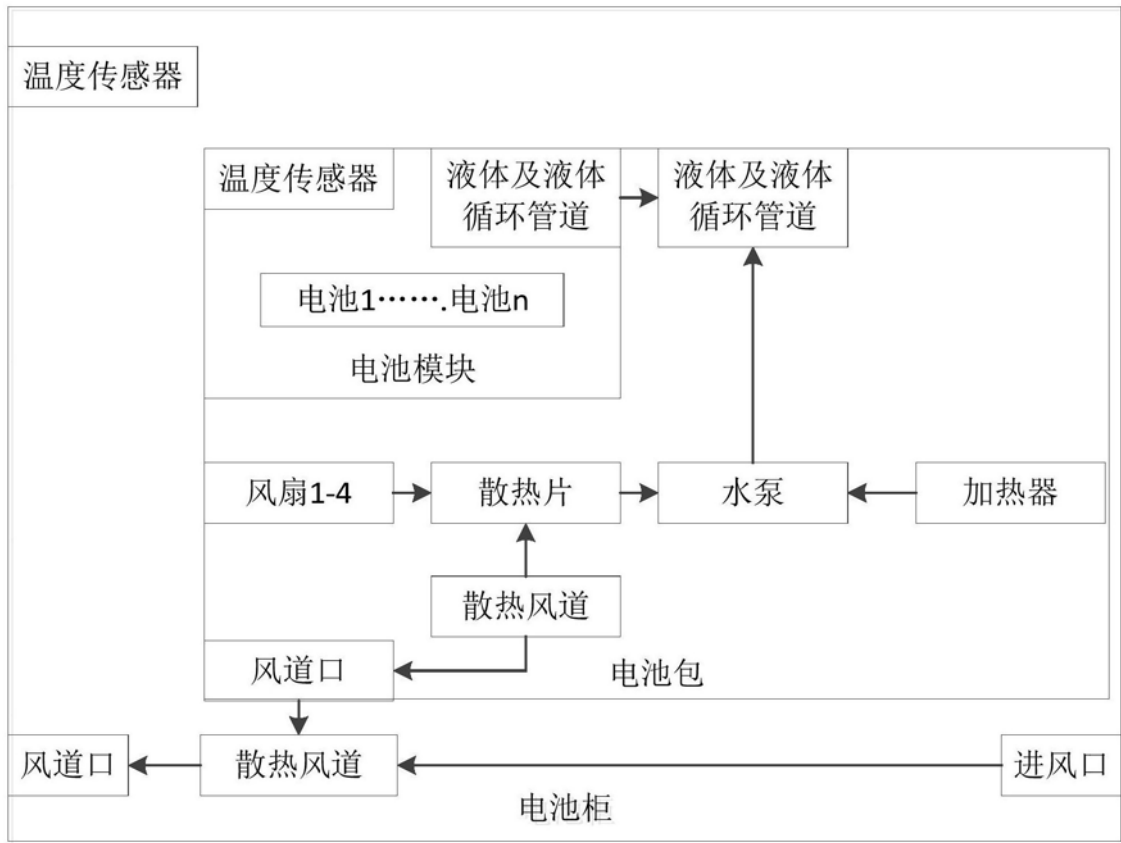 温度传感器
温度传感器
液体及液体
循环管道
液体及液体
循环管道
电池1…….电池n
电池模块
风扇1-4
散热片
水泵
加热器
散热风道
风道口
电池包
风道口
散热风道
进风口
电池柜